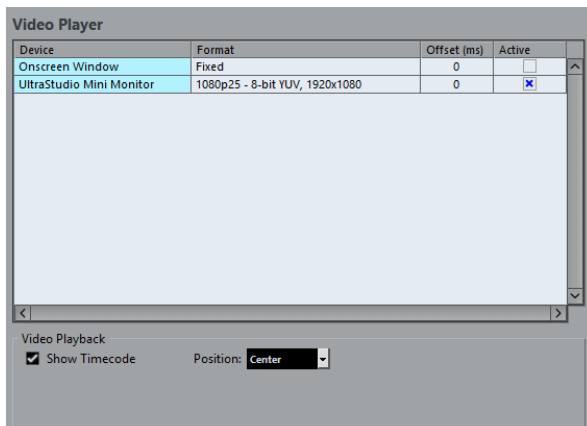 Video Player
Device Format Offset (ms) Active
Onscreen Window Fixed 0
UltraStudio Mini Monitor 1080p25 - 8-bit YUV, 1920x1080 0
Video Playback
Show Timecode Position: Center